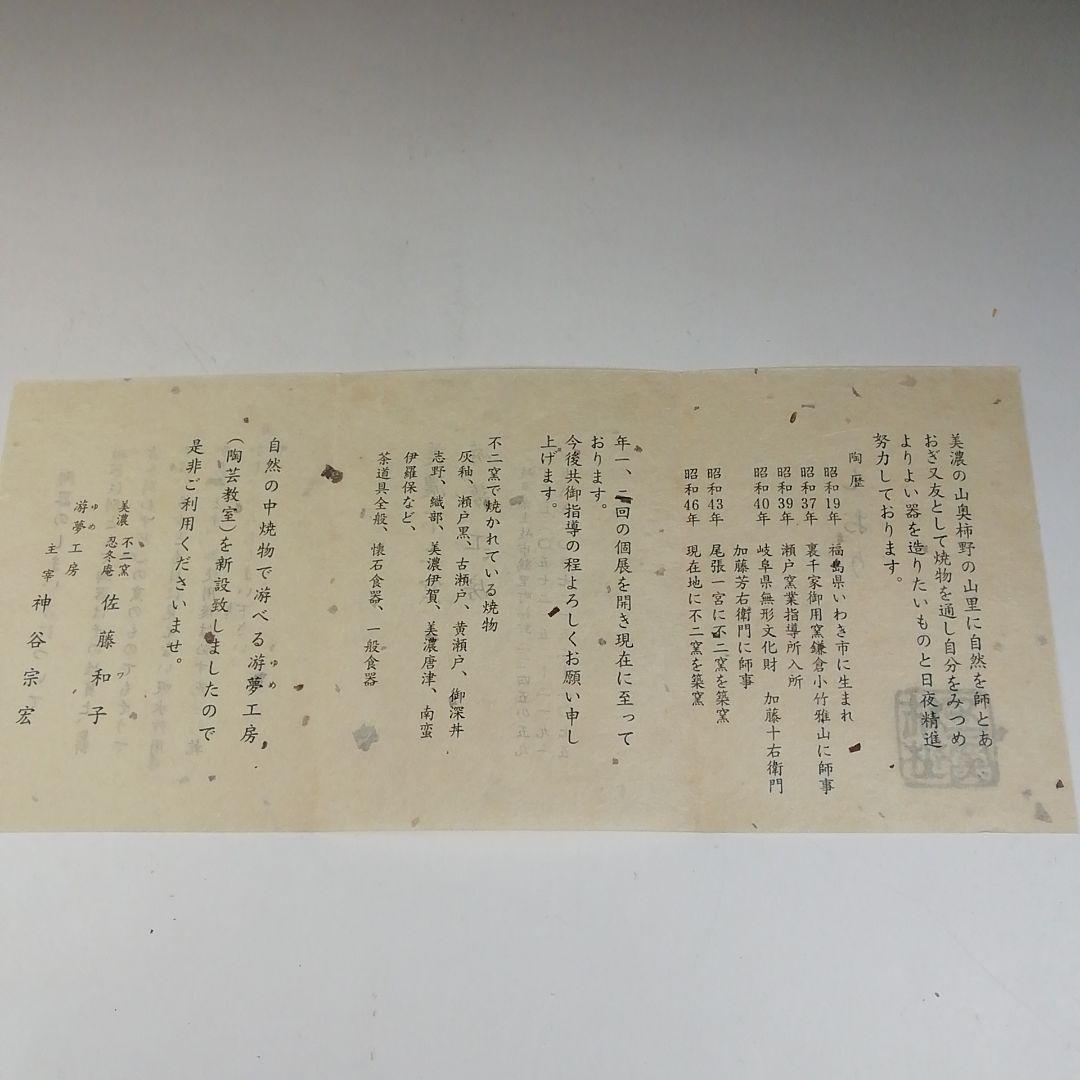 美濃の山奥柿野の山里に自然を師とあ
おぎ又友として焼物を通し自分をみつめ
よりよい器を造りたいものと日夜精進
努力しております。
陶歴
昭和19年 福島県いわき市に生まれ
昭和37年 裏千家御用窯鎌倉小竹雅山に師事
昭和39年 瀬戸窯業指導所入所
昭和40年 岐阜県無形文化財 加藤十右衛門
加藤芳右衛門に師事
昭和43年 尾張一宮に不二窯を築窯
昭和46年 現在地に不二窯を築窯
年一、二回の個展を開き現在に至って
おります。
今後共御指導の程よろしくお願い申し
上げます。
不二窯で焼かれている焼物
灰釉、瀬戸黒、古瀬戸、黄瀬戸、御深井
志野、織部、美濃伊賀、美濃唐津、南蛮
伊羅保など、
茶道具全般、懐石食器、一般食器
自然の中焼物で游べる游夢工房
ゆめ
(陶芸教室)を新設致しましたので
是非ご利用くださいませ。
美濃 不二窯
忍冬庵 佐藤和子
游夢工房
ゆめ
主宰 神谷宗宏